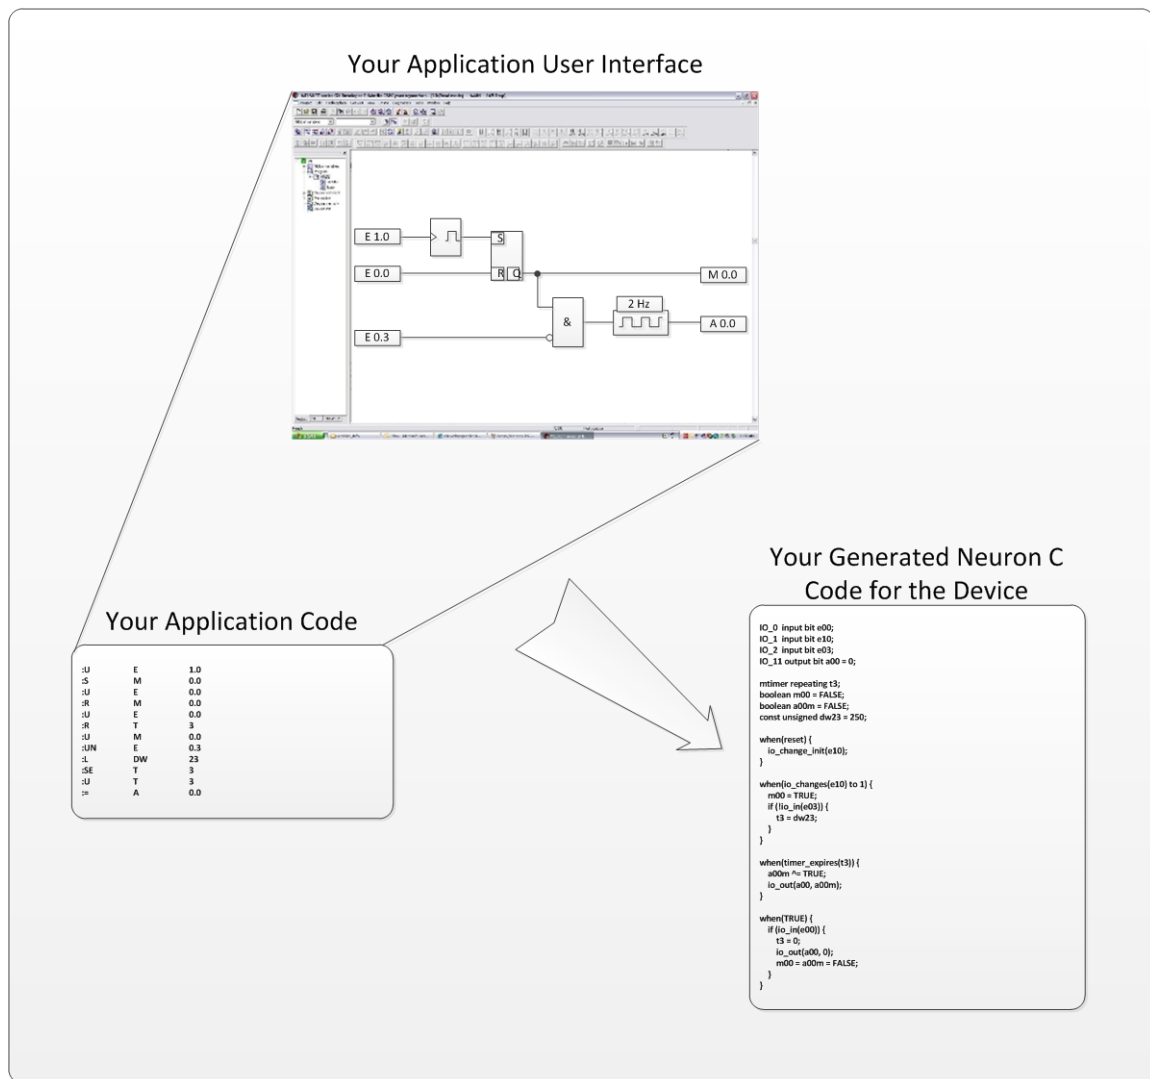 Your Application User Interface
E 1.0
S
E 0.0
R Q
M 0.0
2 Hz
&
A 0.0
E 0.3
Your Generated Neuron C
Code for the Device
Your Application Code
:U E 1.0
:S M 0.0
:U E 0.0
:R M 0.0
:U E 0.0
:R T 3
:U M 0.0
:UN E 0.3
:L DW 23
:SE T 3
:U T 3
:= A 0.0
IO_0 input bit e00;
IO_1 input bit e10;
IO_2 input bit e03;
IO_11 output bit a00 = 0;
mtimer repeating t3;
boolean m00 = FALSE;
boolean a00m = FALSE;
const unsigned dw23 = 250;
when(reset) {
io_change_init(e10);
}
when(io_changes(e10) to 1) {
m00 = TRUE;
if (!io_in(e03)) {
t3 = dw23;
}
}
when(timer_expires(t3)) {
a00m ^= TRUE;
io_out(a00, a00m);
}
when(TRUE) {
if (io_in(e00)) {
t3 = 0;
io_out(a00, 0);
m00 = a00m = FALSE;
}
}